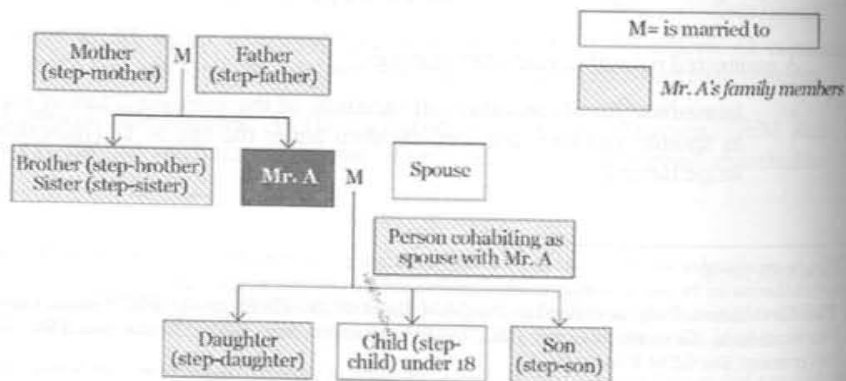 M= is married to
Mother
(step-mother)
M
Father
(step-father)
Mr. A's family members
Brother (step-brother)
Sister (step-sister)
Mr. A
M
Spouse
Person cohabiting as
spouse with Mr. A
Daughter
(step-daughter)
Child (step-
child) under 18
Son
(step-son)